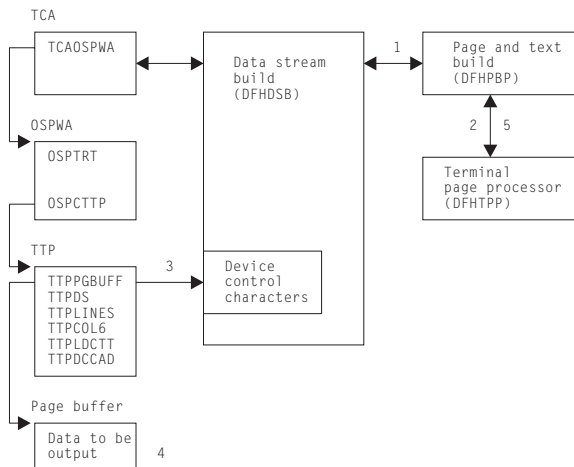 TCA
TCAOSPWA
OSPWA
OSPTRT
OSPCTTP
TTP
TTPPGBUFF
TTPDS
TTPLINES
TTPCOL6
TTPLDCTT
TTPDCCAD
Page buffer
Data to be
output
4
3
Data stream
build
(DFHDSB)
Device
control
characters
1
Page and text
build
(DFHPBP)
2 5
Terminal
page processor
(DFHTPP)